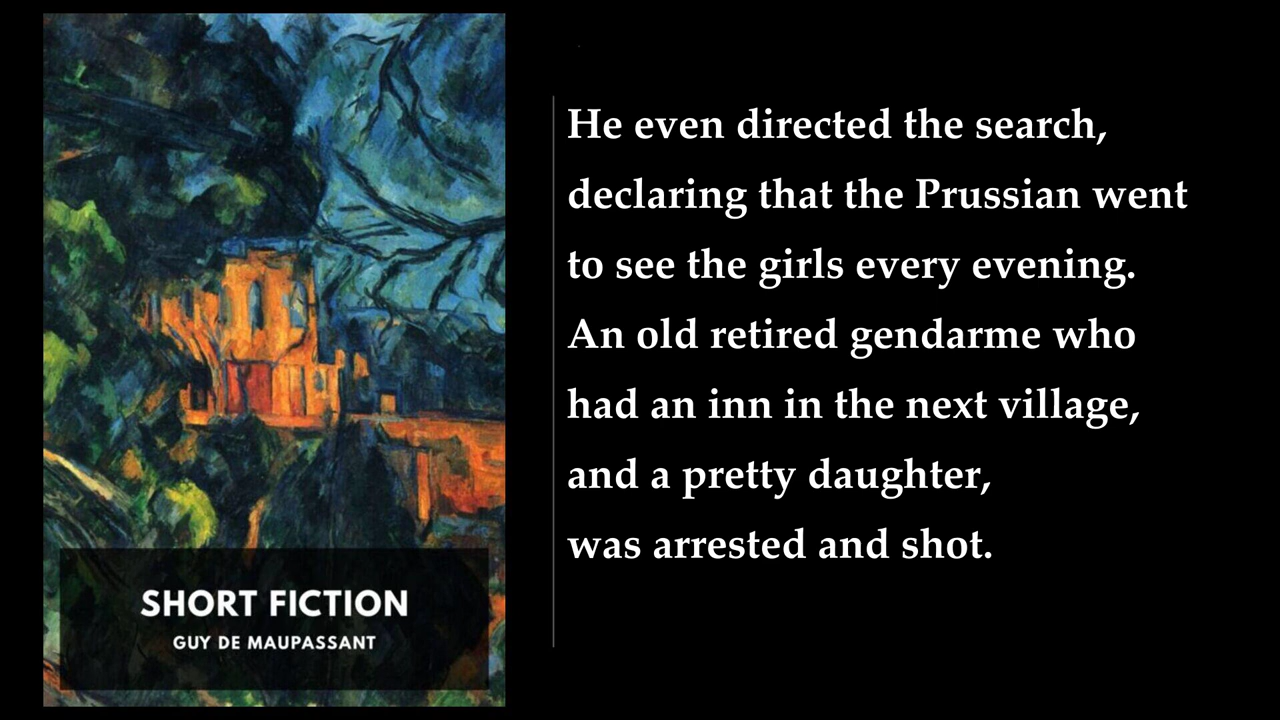 SHORT FICTION
GUY DE MAUPASSANT
He even directed the search,
declaring that the Prussian went
to see the girls every evening.
An old retired gendarme who
had an inn in the next village,
and a pretty daughter,
was arrested and shot.